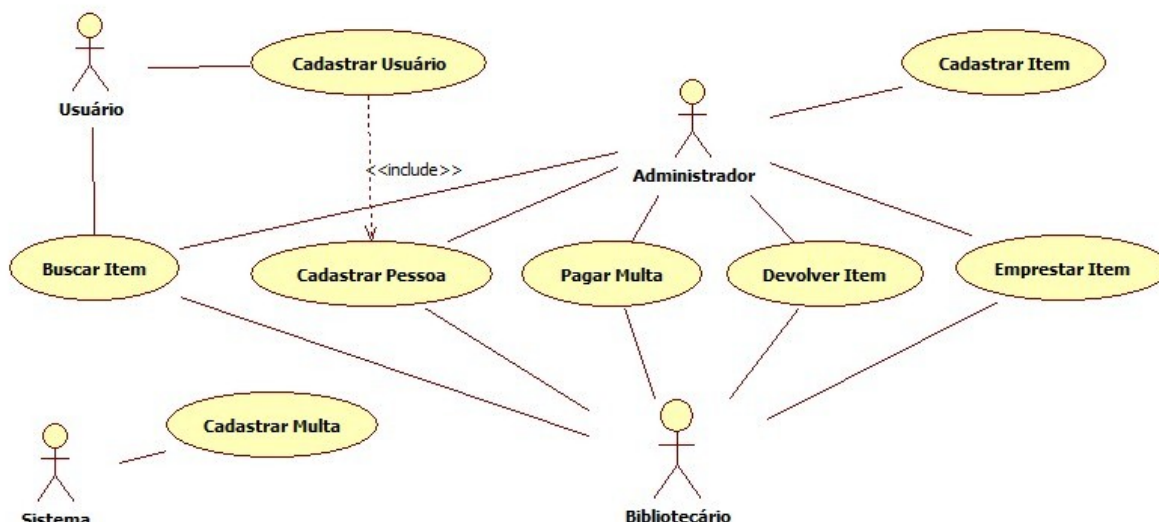 Cadastrar Usuário
Cadastrar Item
Usuário
<<include>>
Administrador
Buscar Item
Cadastrar Pessoa
Pagar Multa
Devolver Item
Emprestar Item
Cadastrar Multa
Sistema
Bibliotecário